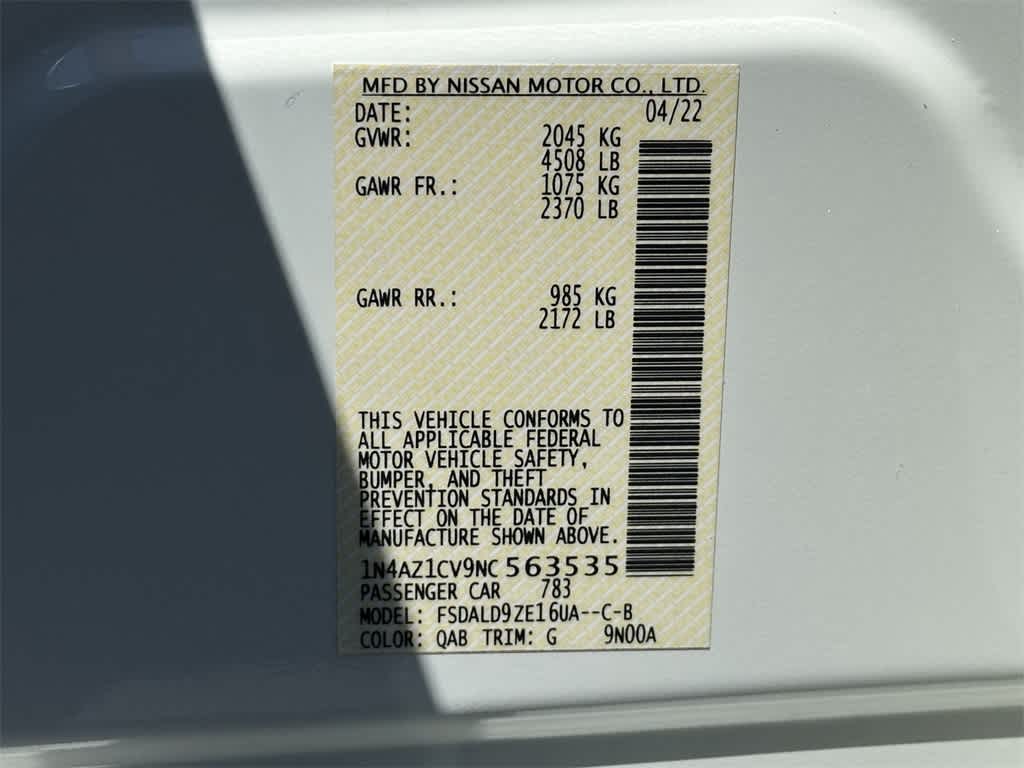 MFD BY NISSAN MOTOR CO., LTD.
DATE: 04/22
GVWR: 2045 KG
4508 LB
GAWR FR.: 1075 KG
2370 LB
GAWR RR.: 985 KG
2172 LB
THIS VEHICLE CONFORMS TO
ALL APPLICABLE FEDERAL
MOTOR VEHICLE SAFETY,
BUMPER, AND THEFT
PREVENTION STANDARDS IN
EFFECT ON THE DATE OF
MANUFACTURE SHOWN ABOVE.
1N4AZ1CV9NC563535
PASSENGER CAR 783
MODEL: FSDALD9ZE16UA--C-B
COLOR: QAB TRIM: G 9N00A